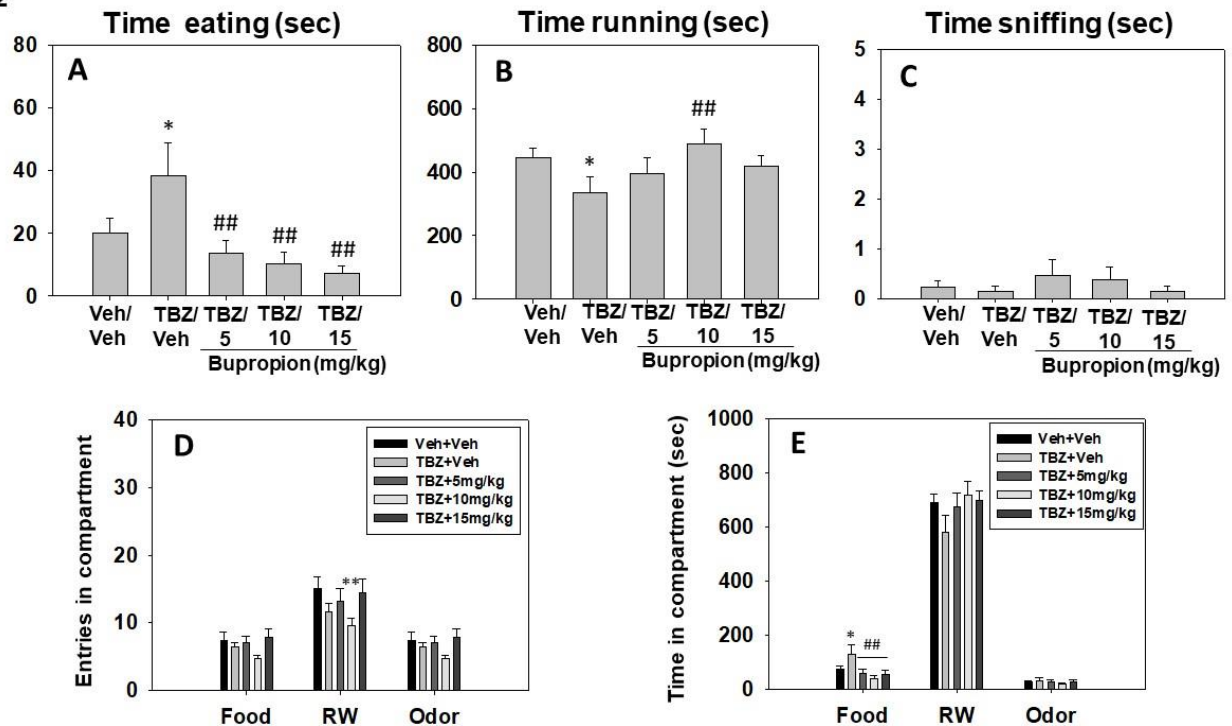 Time eating (sec)
80
60
40
20
0
A
*
##
##
##
Veh/ TBZ/ TBZ/ TBZ/ TBZ/
Veh Veh 5 10 15
Bupropion (mg/kg)
Time running (sec)
800
600
400
200
0
B
*
##
Veh/ TBZ/ TBZ/ TBZ/ TBZ/
Veh Veh 5 10 15
Bupropion (mg/kg)
Time sniffing (sec)
5
4
3
2
1
0
C
Veh/ TBZ/ TBZ/ TBZ/ TBZ/
Veh Veh 5 10 15
Bupropion (mg/kg)
Entries in compartment
40
30
20
10
0
D
Veh+Veh
TBZ+Veh
TBZ+5mg/kg
TBZ+10mg/kg
TBZ+15mg/kg
**
Food RW Odor
Time in compartment (sec)
1000
800
600
400
200
0
E
Veh+Veh
TBZ+Veh
TBZ+5mg/kg
TBZ+10mg/kg
TBZ+15mg/kg
*
##
Food RW Odor